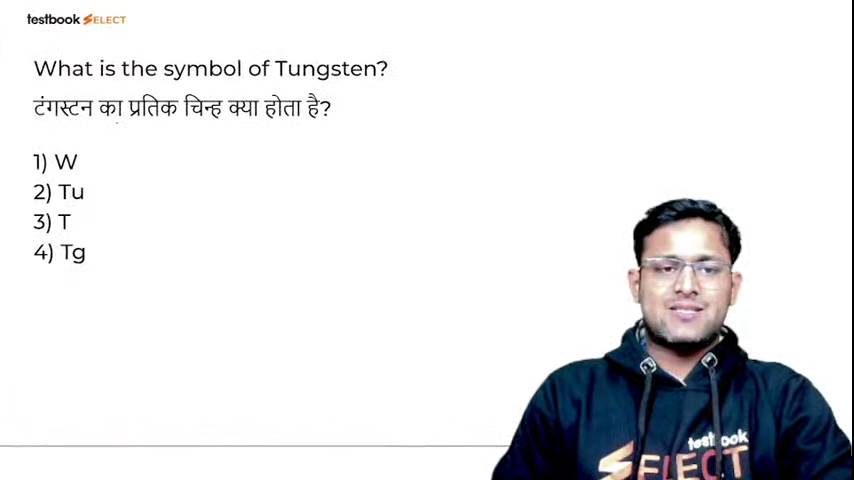 testbook SELECT
What is the symbol of Tungsten?
टंगस्टन का प्रतिक चिन्ह क्या होता है?
1) W
2) Tu
3) T
4) Tg
testbook
SELECT